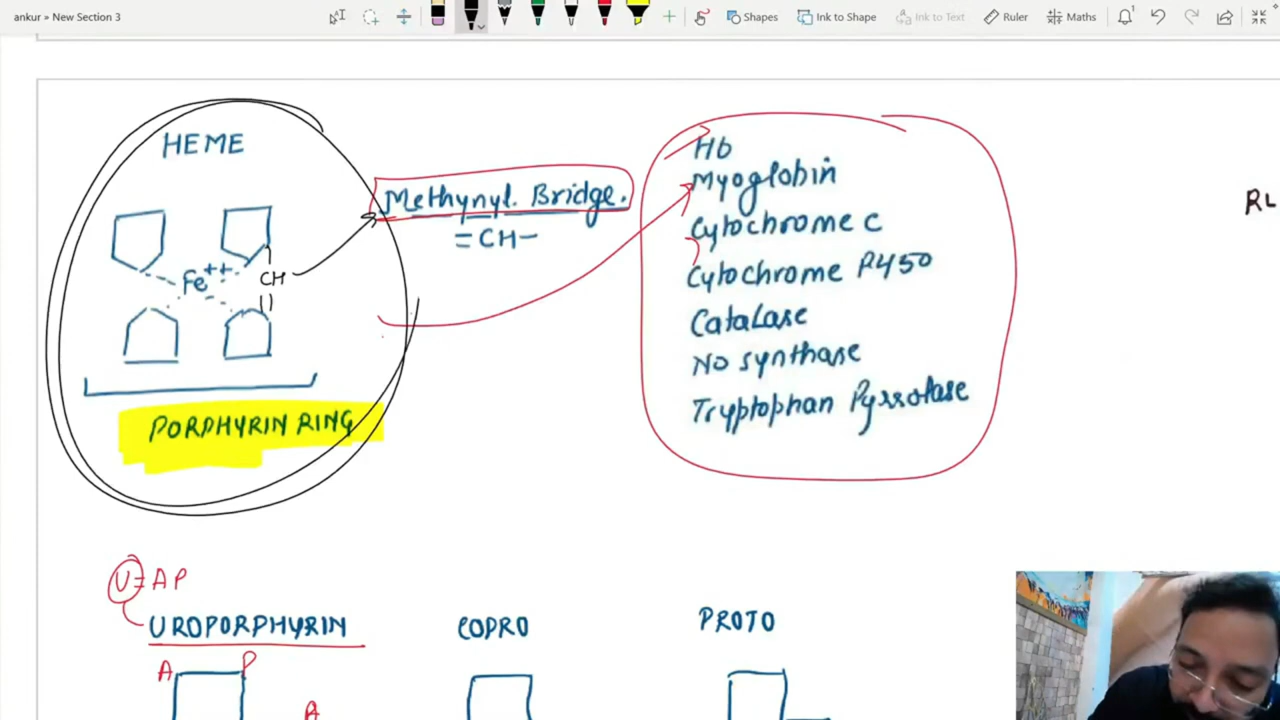 ankur » New Section 3
Shapes
Ink to Shape
Ink to Text
Ruler
Maths
HEME
Fe++
CH
PORPHYRIN RING
Methynyl. Bridge.
=CH-
Hb
Myoglobin
Cytochrome C
Cytochrome P450
Catalase
No synthase
Tryptophan Pyrrolase
U=AP
UROPORPHYRIN
COPRO
PROTO
A P
A